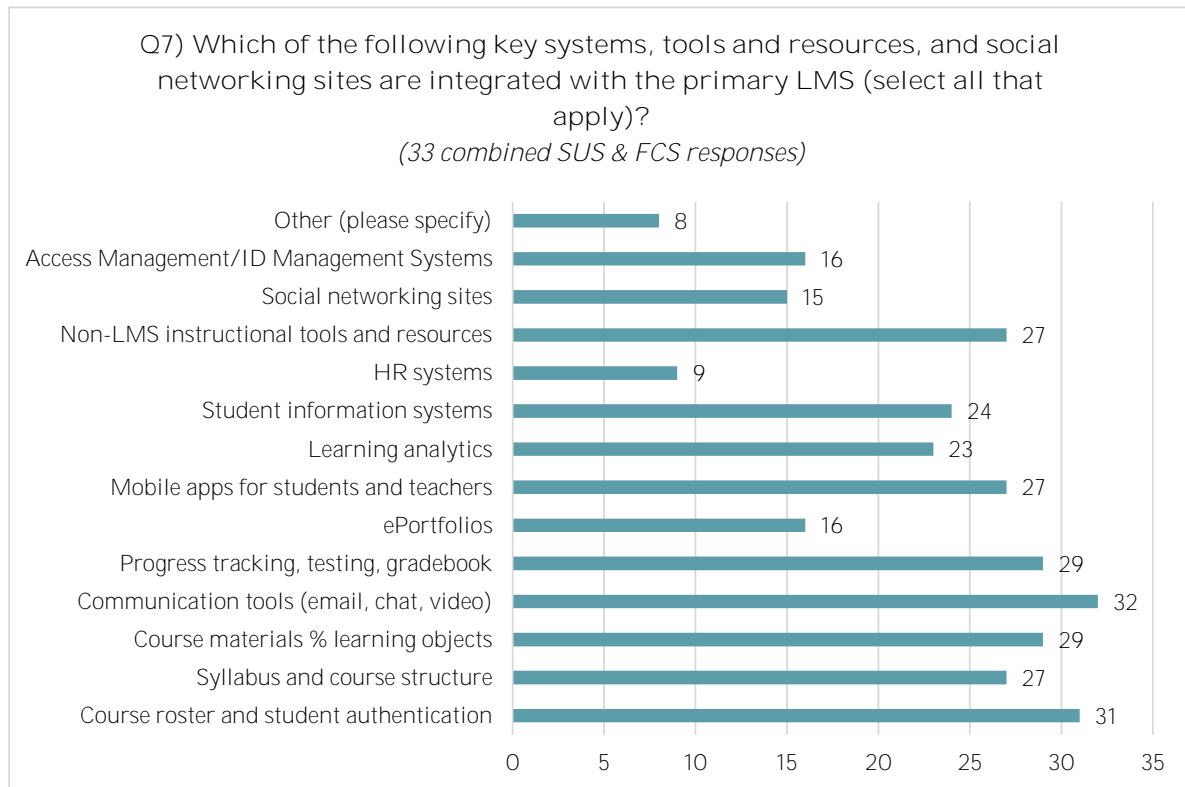 Q7) Which of the following key systems, tools and resources, and social
networking sites are integrated with the primary LMS (select all that
apply)?
(33 combined SUS & FCS responses)
Other (please specify) 8
Access Management/ID Management Systems 16
Social networking sites 15
Non-LMS instructional tools and resources 27
HR systems 9
Student information systems 24
Learning analytics 23
Mobile apps for students and teachers 27
ePortfolios 16
Progress tracking, testing, gradebook 29
Communication tools (email, chat, video) 32
Course materials % learning objects 29
Syllabus and course structure 27
Course roster and student authentication 31
0 5 10 15 20 25 30 35